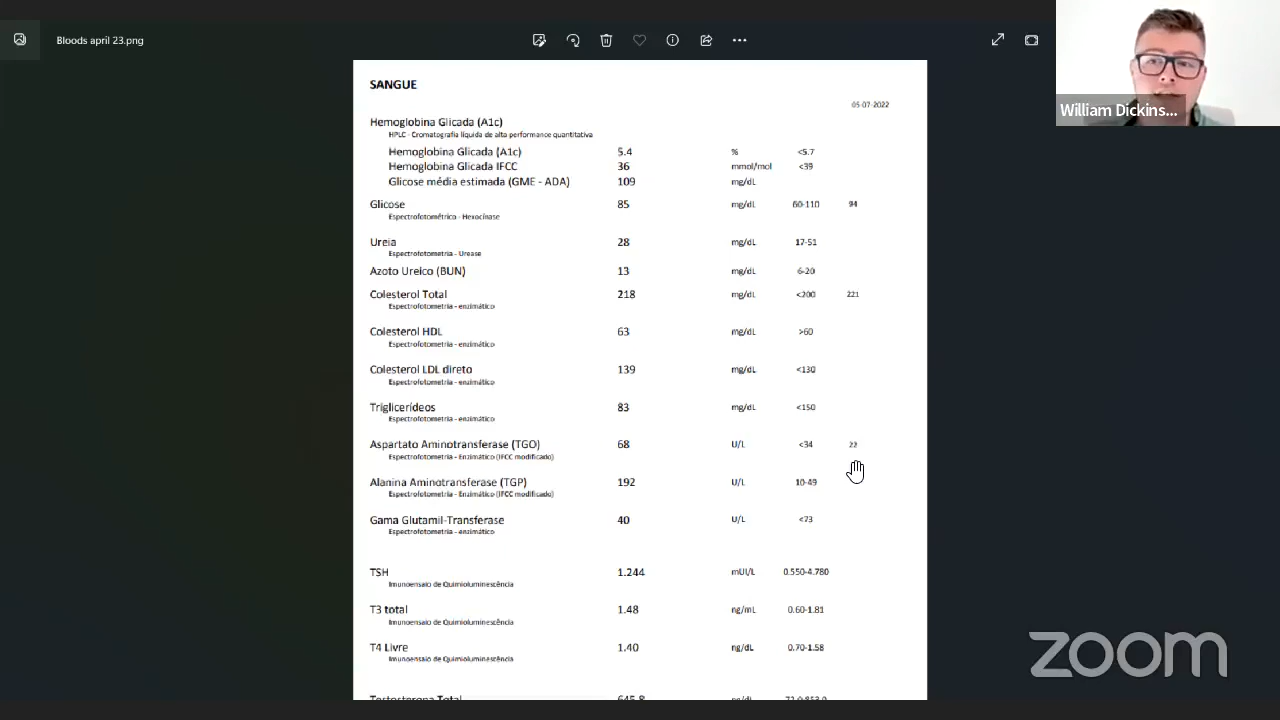 Bloods april 23.png
William Dickins...
SANGUE
05-07-2022
Hemoglobina Glicada (A1c)
HPLC - Cromatografia líquida de alta performance quantitativa
Hemoglobina Glicada (A1c) 5.4 % <5.7
Hemoglobina Glicada IFCC 36 mmol/mol <39
Glicose média estimada (GME - ADA) 109 mg/dL
Glicose 85 mg/dL 60-110 94
Espectrofotométrico - Hexocinase
Ureia 28 mg/dL 17-51
Espectrofotometria - Urease
Azoto Ureico (BUN) 13 mg/dL 6-20
Colesterol Total 218 mg/dL <200 221
Espectrofotometria - enzimático
Colesterol HDL 63 mg/dL >60
Espectrofotometria - enzimático
Colesterol LDL direto 139 mg/dL <130
Espectrofotometria - enzimático
Triglicerídeos 83 mg/dL <150
Espectrofotometria - enzimático
Aspartato Aminotransferase (TGO) 68 U/L <34 22
Espectrofotometria - Enzimático (IFCC modificado)
Alanina Aminotransferase (TGP) 192 U/L 10-49
Espectrofotometria - Enzimático (IFCC modificado)
Gama Glutamil-Transferase 40 U/L <73
Espectrofotometria - enzimático
TSH 1.244 mUI/L 0.550-4.780
Imunoensaio de Quimioluminescência
T3 total 1.48 ng/mL 0.60-1.81
Imunoensaio de Quimioluminescência
T4 Livre 1.40 ng/dL 0.70-1.58
Imunoensaio de Quimioluminescência
Testosterona Total 645.8
zoom